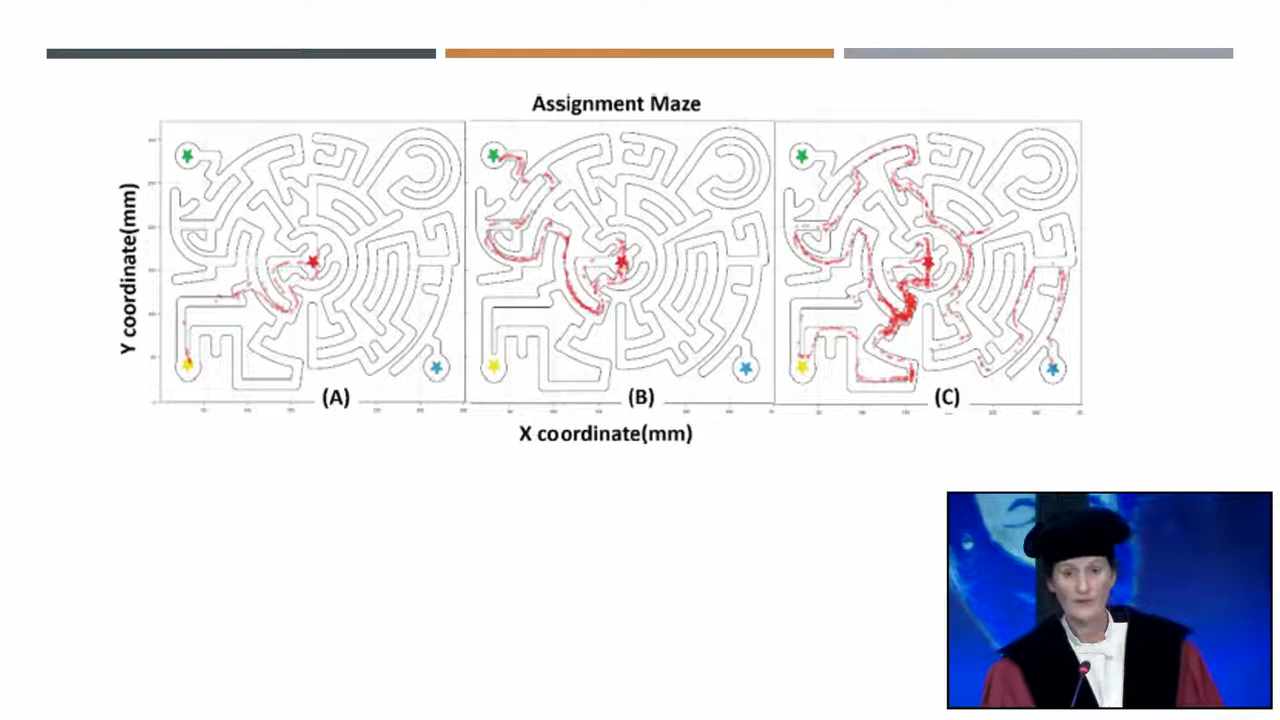 Assignment Maze
Y coordinate(mm)
(A)
(B)
(C)
X coordinate(mm)